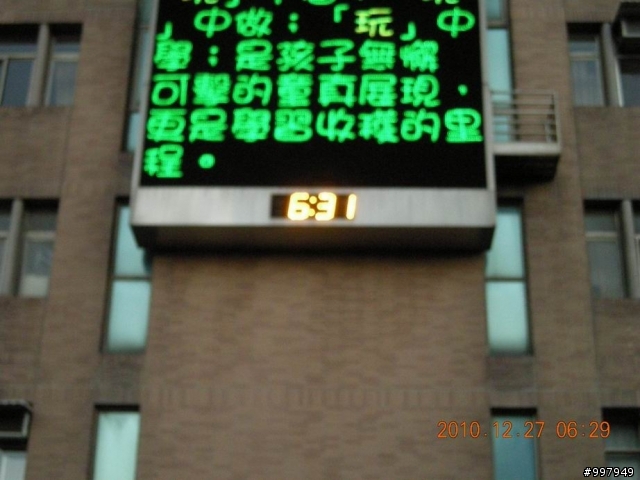 」中做;「玩」中
學;是孩子無懈
可擊的童真展現,
更是學習收穫的里
程。
6:31
2010.12.27 06:29
#997949